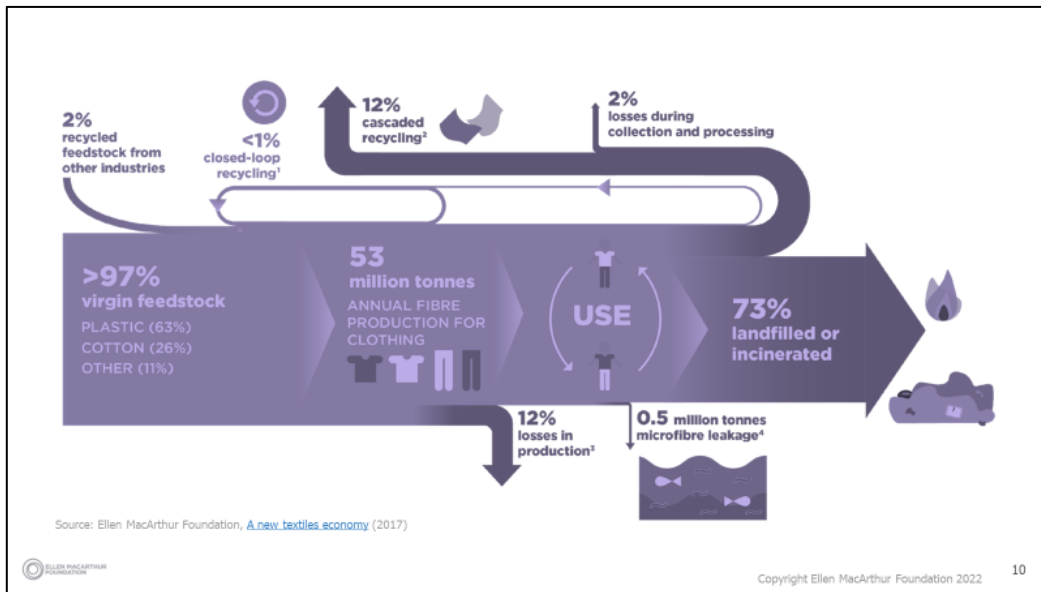 2%
recycled
feedstock from
other industries
<1%
closed-loop
recycling¹
12%
cascaded
recycling²
2%
losses during
collection and processing
>97%
virgin feedstock
PLASTIC (63%)
COTTON (26%)
OTHER (11%)
53
million tonnes
ANNUAL FIBRE
PRODUCTION FOR
CLOTHING
USE
73%
landfilled or
incinerated
12%
losses in
production³
0.5 million tonnes
microfibre leakage⁴
Source: Ellen MacArthur Foundation, A new textiles economy (2017)
ELLEN MACARTHUR
FOUNDATION
Copyright Ellen MacArthur Foundation 2022
10